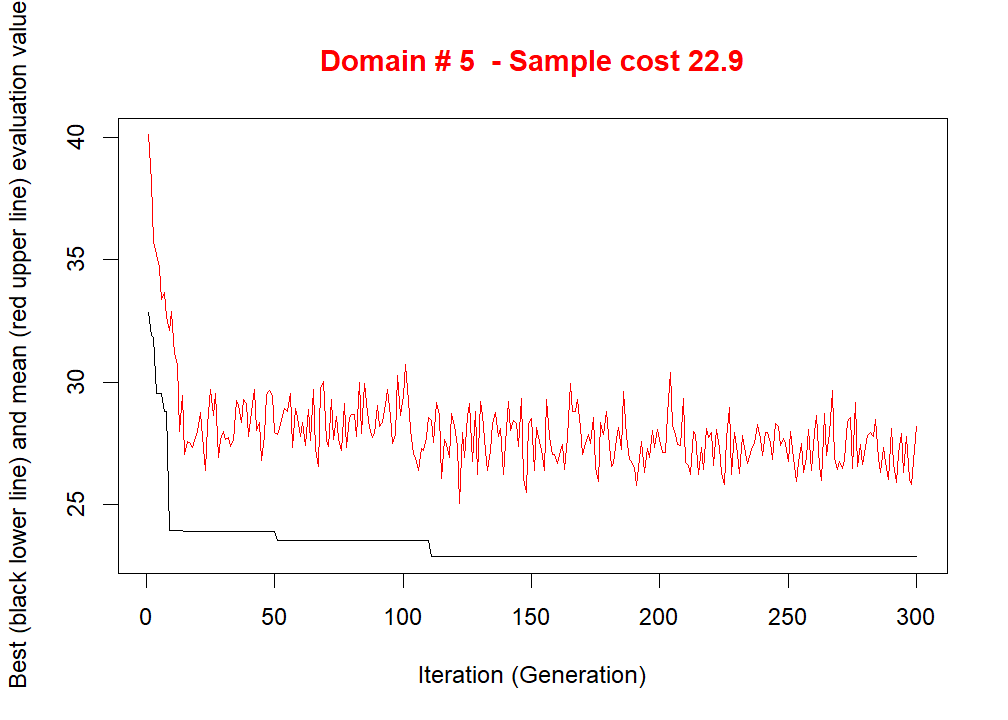 Domain # 5  - Sample cost 22.9
Best (black lower line) and mean (red upper line) evaluation value
40
35
30
25
0 50 100 150 200 250 300
Iteration (Generation)